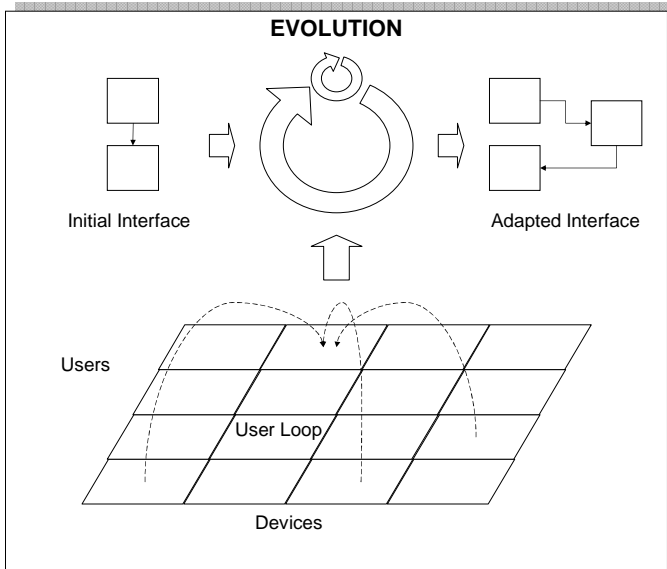 EVOLUTION
Initial Interface
Adapted Interface
Users
User Loop
Devices